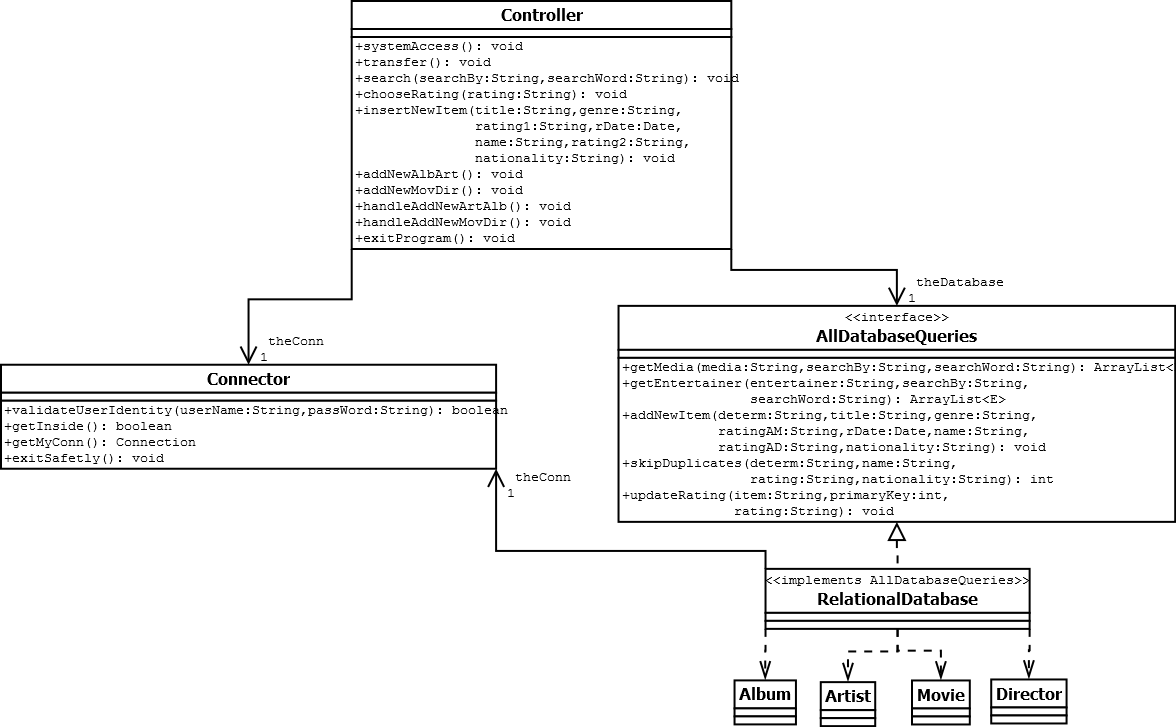 Controller
+systemAccess(): void
+transfer(): void
+search(searchBy:String,searchWord:String): void
+chooseRating(rating:String): void
+insertNewItem(title:String,genre:String,
rating1:String,rDate:Date,
name:String,rating2:String,
nationality:String): void
+addNewAlbArt(): void
+addNewMovDir(): void
+handleAddNewArtAlb(): void
+handleAddNewMovDir(): void
+exitProgram(): void
theDatabase
1
theConn
1
<<interface>>
AllDatabaseQueries
+getMedia(media:String,searchBy:String,searchWord:String): ArrayList<
+getEntertainer(entertainer:String,searchBy:String,
searchWord:String): ArrayList<E>
+addNewItem(determ:String,title:String,genre:String,
ratingAM:String,rDate:Date,name:String,
ratingAD:String,nationality:String): void
+skipDuplicates(determ:String,name:String,
rating:String,nationality:String): int
+updateRating(item:String,primaryKey:int,
rating:String): void
Connector
+validateUserIdentity(userName:String,passWord:String): boolean
+getInside(): boolean
+getMyConn(): Connection
+exitSafetly(): void
theConn
1
<<implements AllDatabaseQueries>>
RelationalDatabase
Album
Artist
Movie
Director